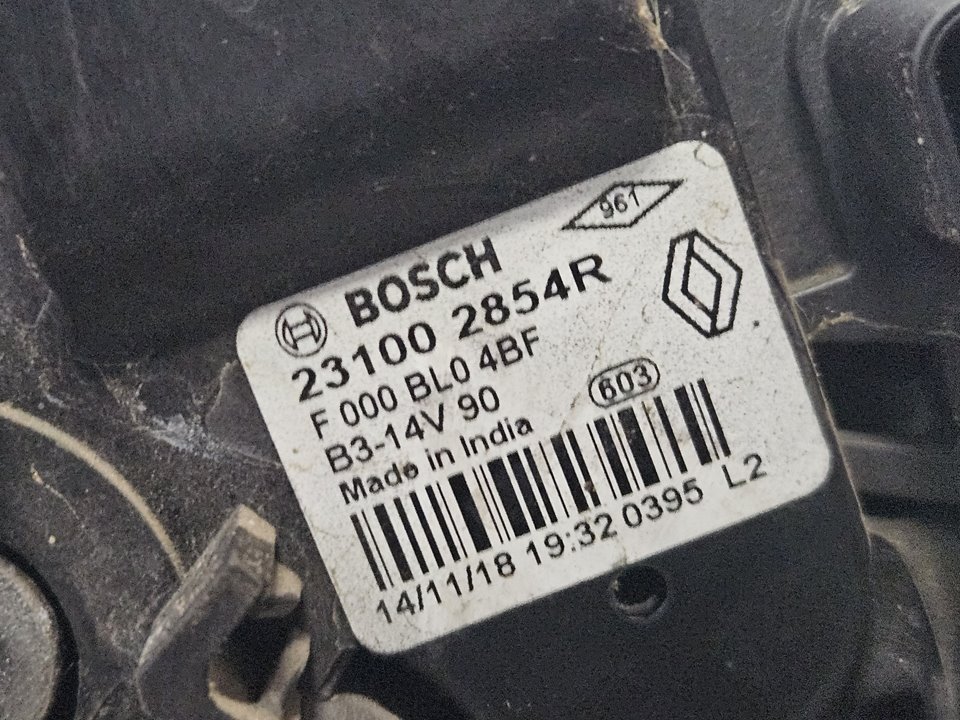 961
BOSCH
23100 2854R
F 000 BL0 4BF
B3-14V 90
603
Made in India
14/11/18 19:32 0395 L2